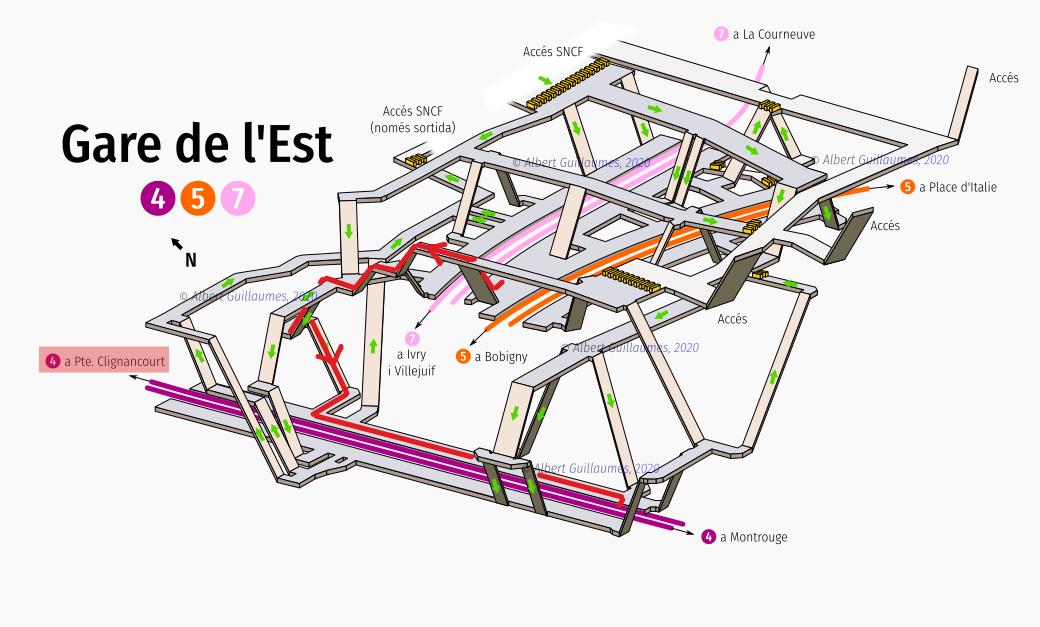 7 a La Courneuve
Accés SNCF
Accés
Accés SNCF
(només sortida)
Gare de l'Est
© Albert Guillaumes, 2020
© Albert Guillaumes, 2020
4 5 7
5 a Place d'Italie
Accés
N
© Albert Guillaumes, 2020
Accés
7
a Ivry
i Villejuif
5 a Bobigny
© Albert Guillaumes, 2020
4 a Pte. Clignancourt
Albert Guillaumes, 2020
4 a Montrouge